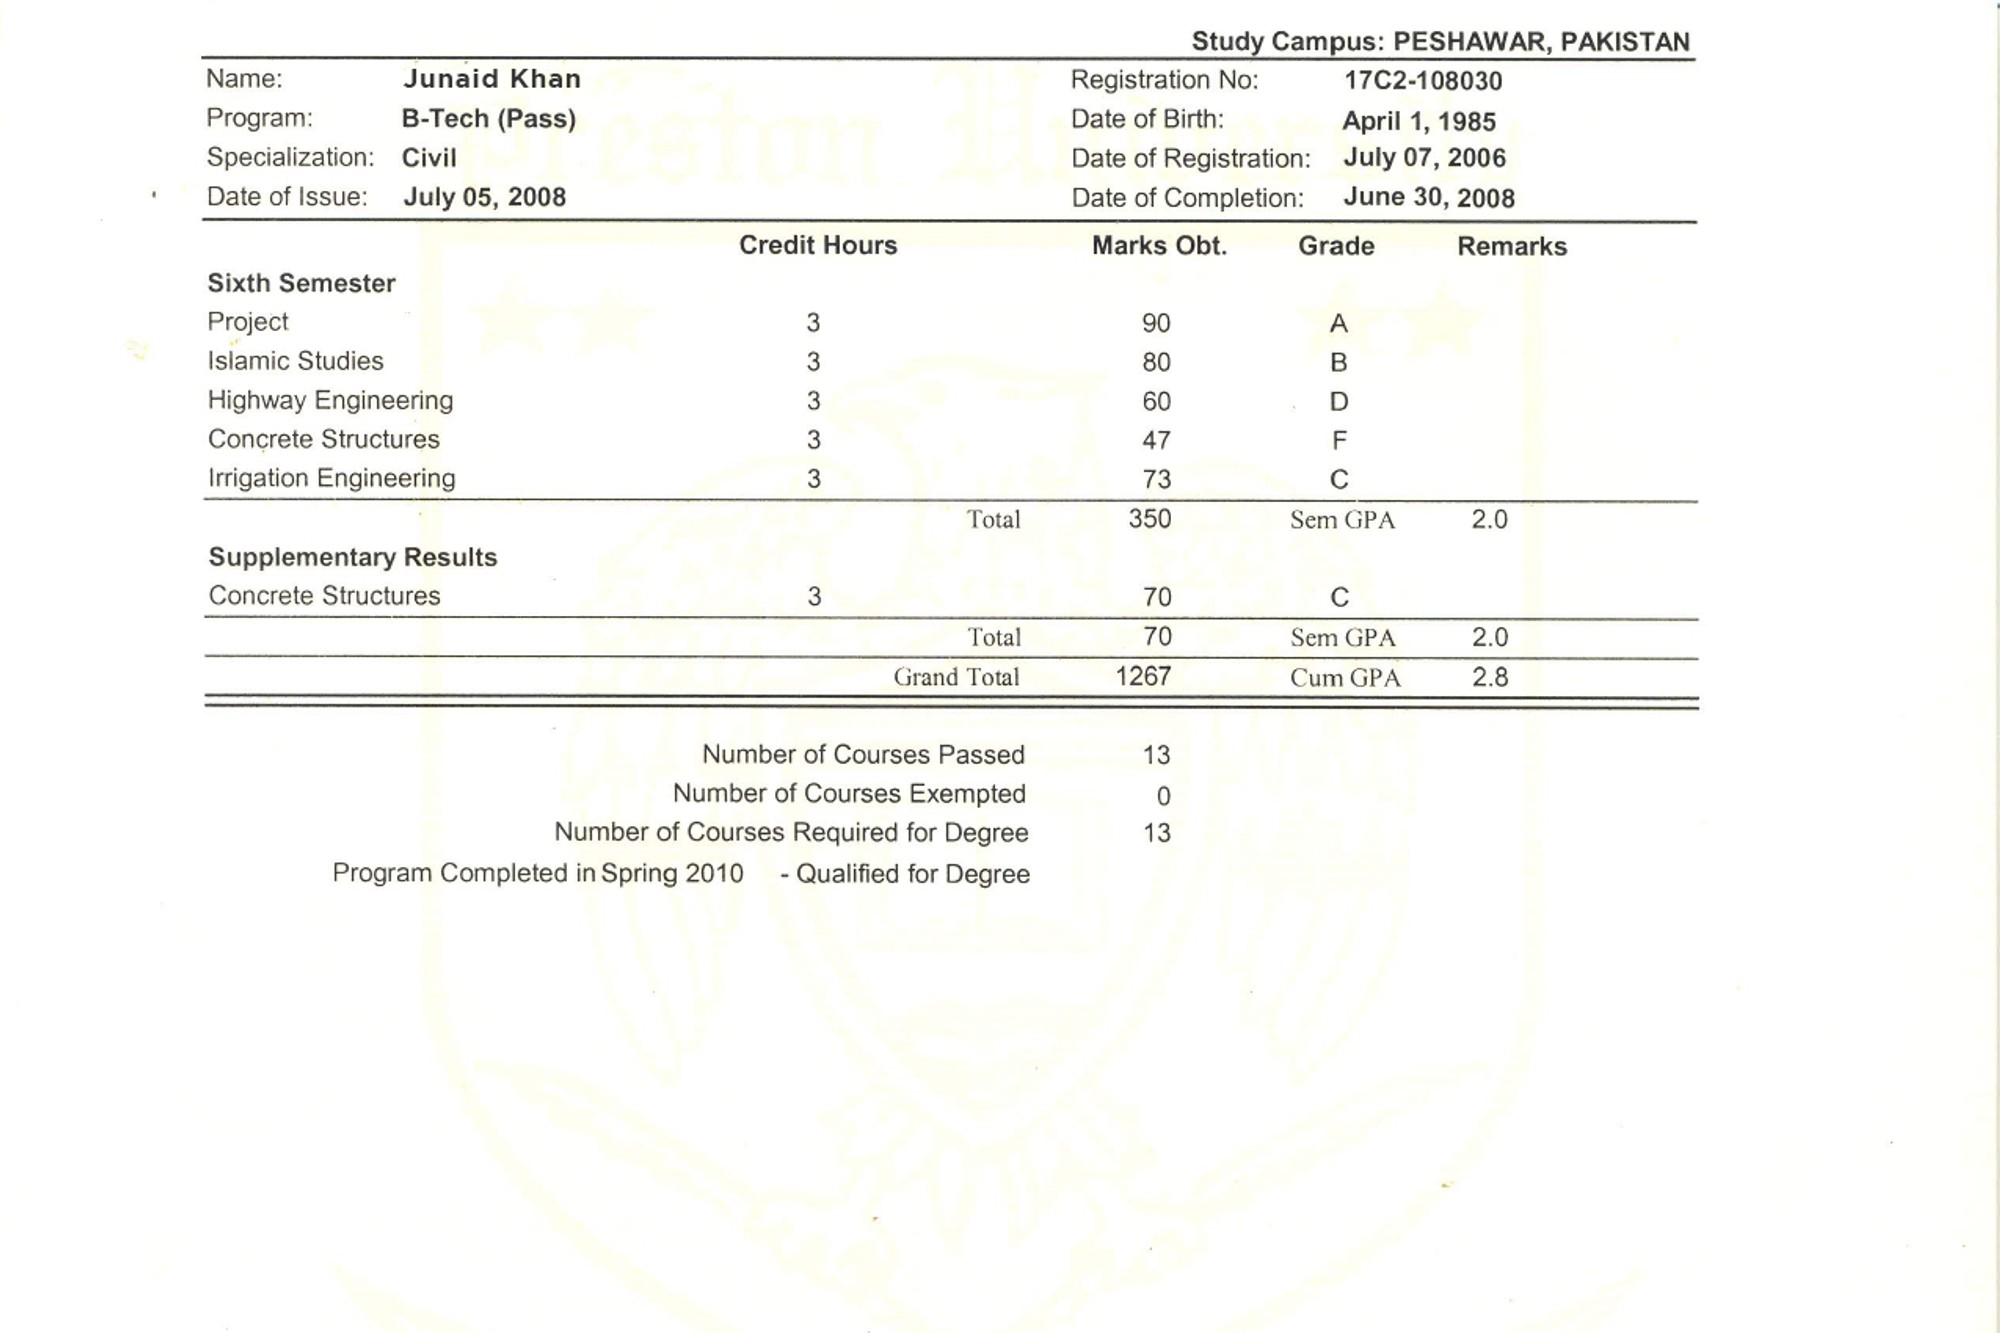 Study Campus: PESHAWAR, PAKISTAN
Name: Junaid Khan Registration No: 17C2-108030
Program: B-Tech (Pass) Date of Birth: April 1, 1985
Specialization: Civil Date of Registration: July 07, 2006
Date of Issue: July 05, 2008 Date of Completion: June 30, 2008
Credit Hours Marks Obt. Grade Remarks
Sixth Semester
Project 3 90 A
Islamic Studies 3 80 B
Highway Engineering 3 60 D
Concrete Structures 3 47 F
Irrigation Engineering 3 73 C
Total 350 Sem GPA 2.0
Supplementary Results
Concrete Structures 3 70 C
Total 70 Sem GPA 2.0
Grand Total 1267 Cum GPA 2.8
Number of Courses Passed 13
Number of Courses Exempted 0
Number of Courses Required for Degree 13
Program Completed in Spring 2010 - Qualified for Degree
Preston University